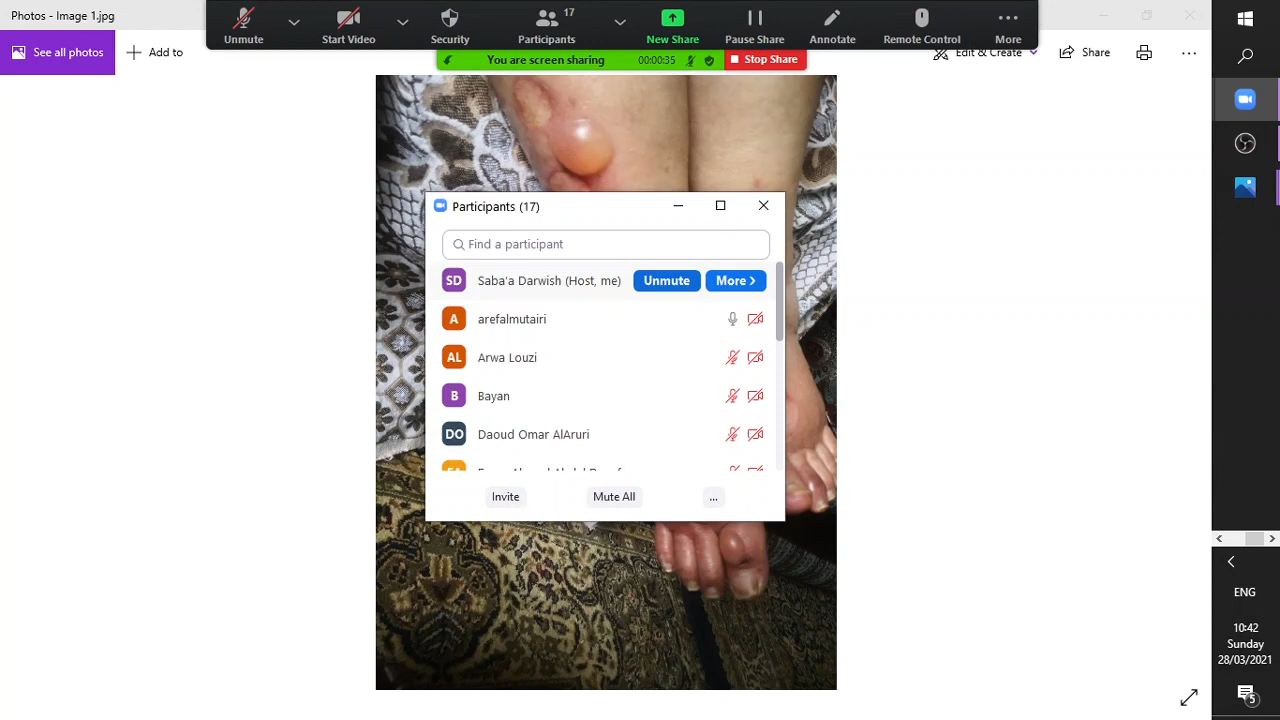 Photos - Image 1.jpg
See all photos
Add to
Unmute
Start Video
Security
17
Participants
New Share
Pause Share
Annotate
Remote Control
More
You are screen sharing
00:00:35
Stop Share
Edit & Create
Share
Participants (17)
Find a participant
SD Saba'a Darwish (Host, me) Unmute More
A arefalmutairi
AL Arwa Louzi
B Bayan
DO Daoud Omar AlAruri
Invite Mute All ...
ENG
10:42
Sunday
28/03/2021
5